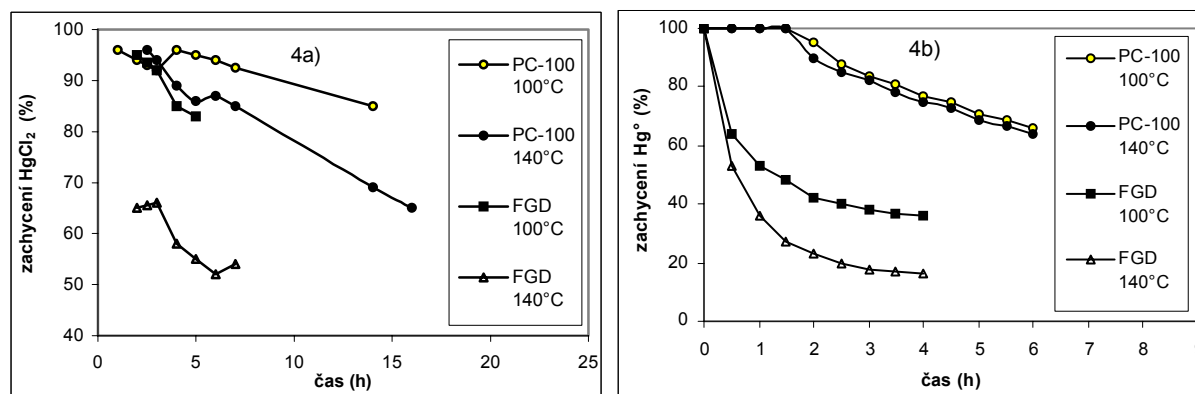 4a)
zachycení HgCl₂ (%)
100
90
80
70
60
50
40
0
5
10
15
20
25
čas (h)
PC-100
100°C
PC-100
140°C
FGD
100°C
FGD
140°C
4b)
zachycení Hg° (%)
100
80
60
40
20
0
0
1
2
3
4
5
6
7
8
9
čas (h)
PC-100
100°C
PC-100
140°C
FGD
100°C
FGD
140°C